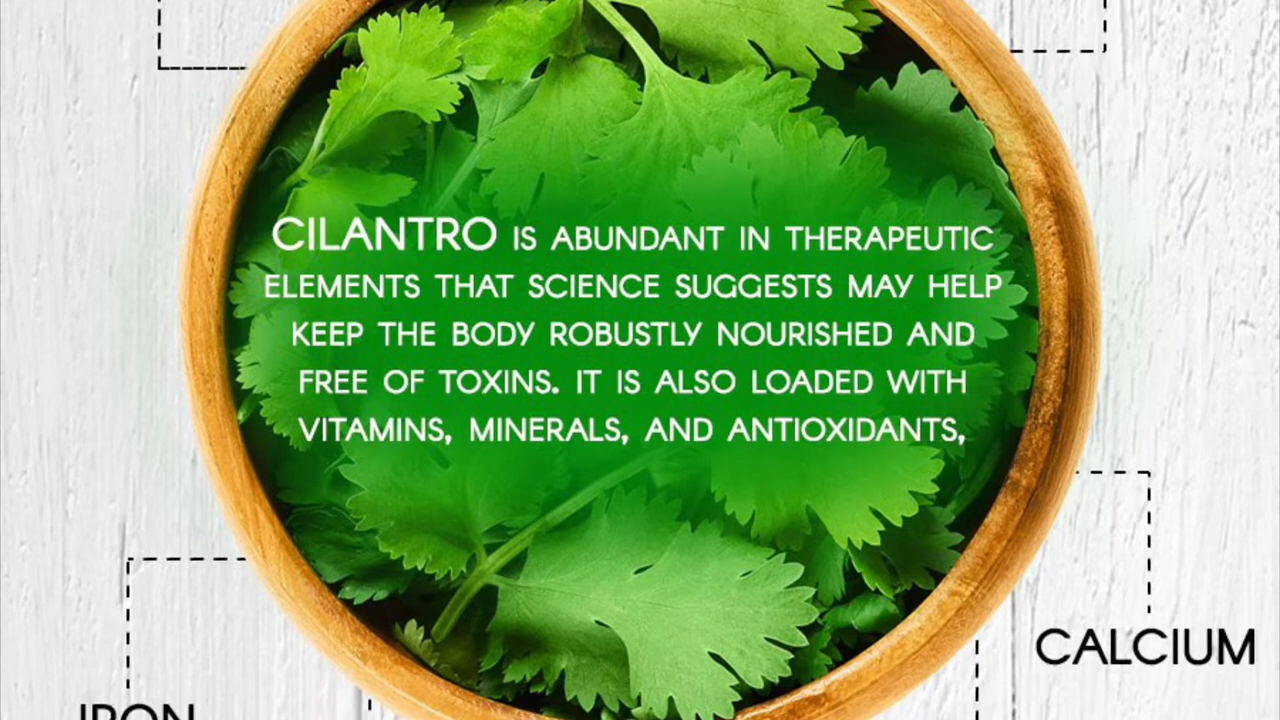 CILANTRO IS ABUNDANT IN THERAPEUTIC
ELEMENTS THAT SCIENCE SUGGESTS MAY HELP
KEEP THE BODY ROBUSTLY NOURISHED AND
FREE OF TOXINS. IT IS ALSO LOADED WITH
VITAMINS, MINERALS, AND ANTIOXIDANTS,
CALCIUM
IRON